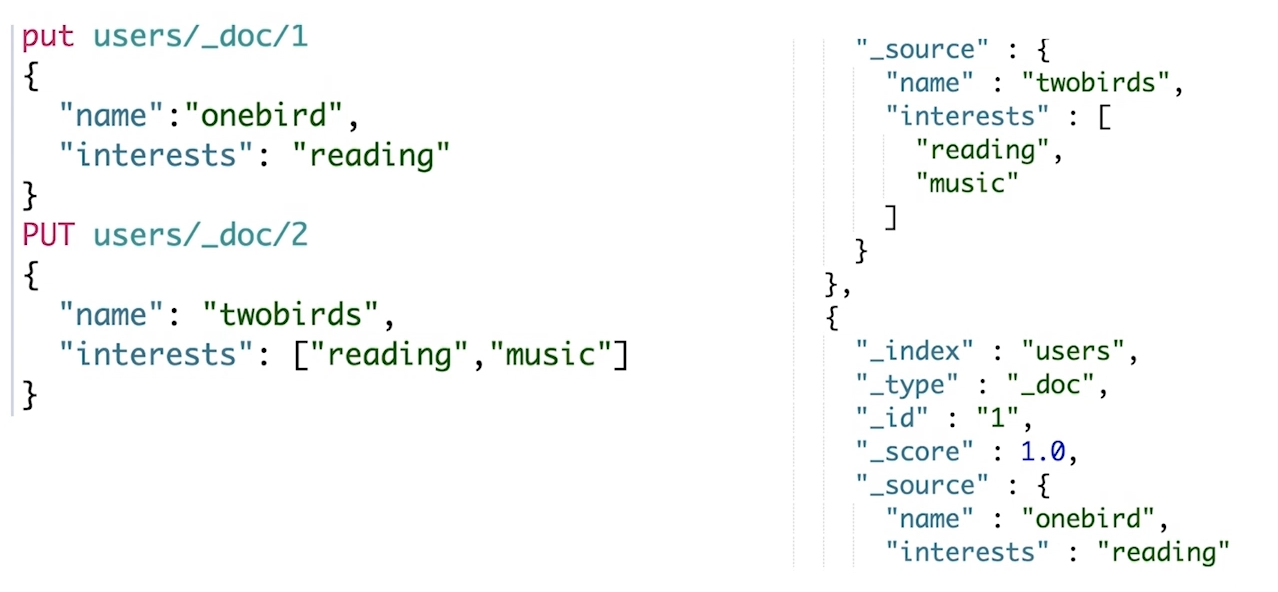 put users/_doc/1
{
"name":"onebird",
"interests": "reading"
}
PUT users/_doc/2
{
"name": "twobirds",
"interests": ["reading","music"]
}
"_source" : {
"name" : "twobirds",
"interests" : [
"reading",
"music"
]
}
},
{
"_index" : "users",
"_type" : "_doc",
"_id" : "1",
"_score" : 1.0,
"_source" : {
"name" : "onebird",
"interests" : "reading"